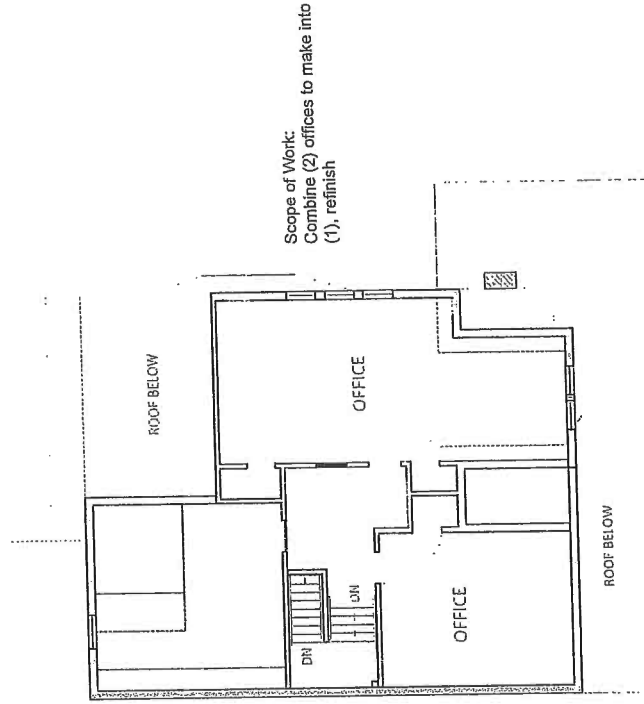 Scope of Work:
Combine (2) offices to make into
(1), refinish
ROOF BELOW
OFFICE
DN
DN
OFFICE
ROOF BELOW